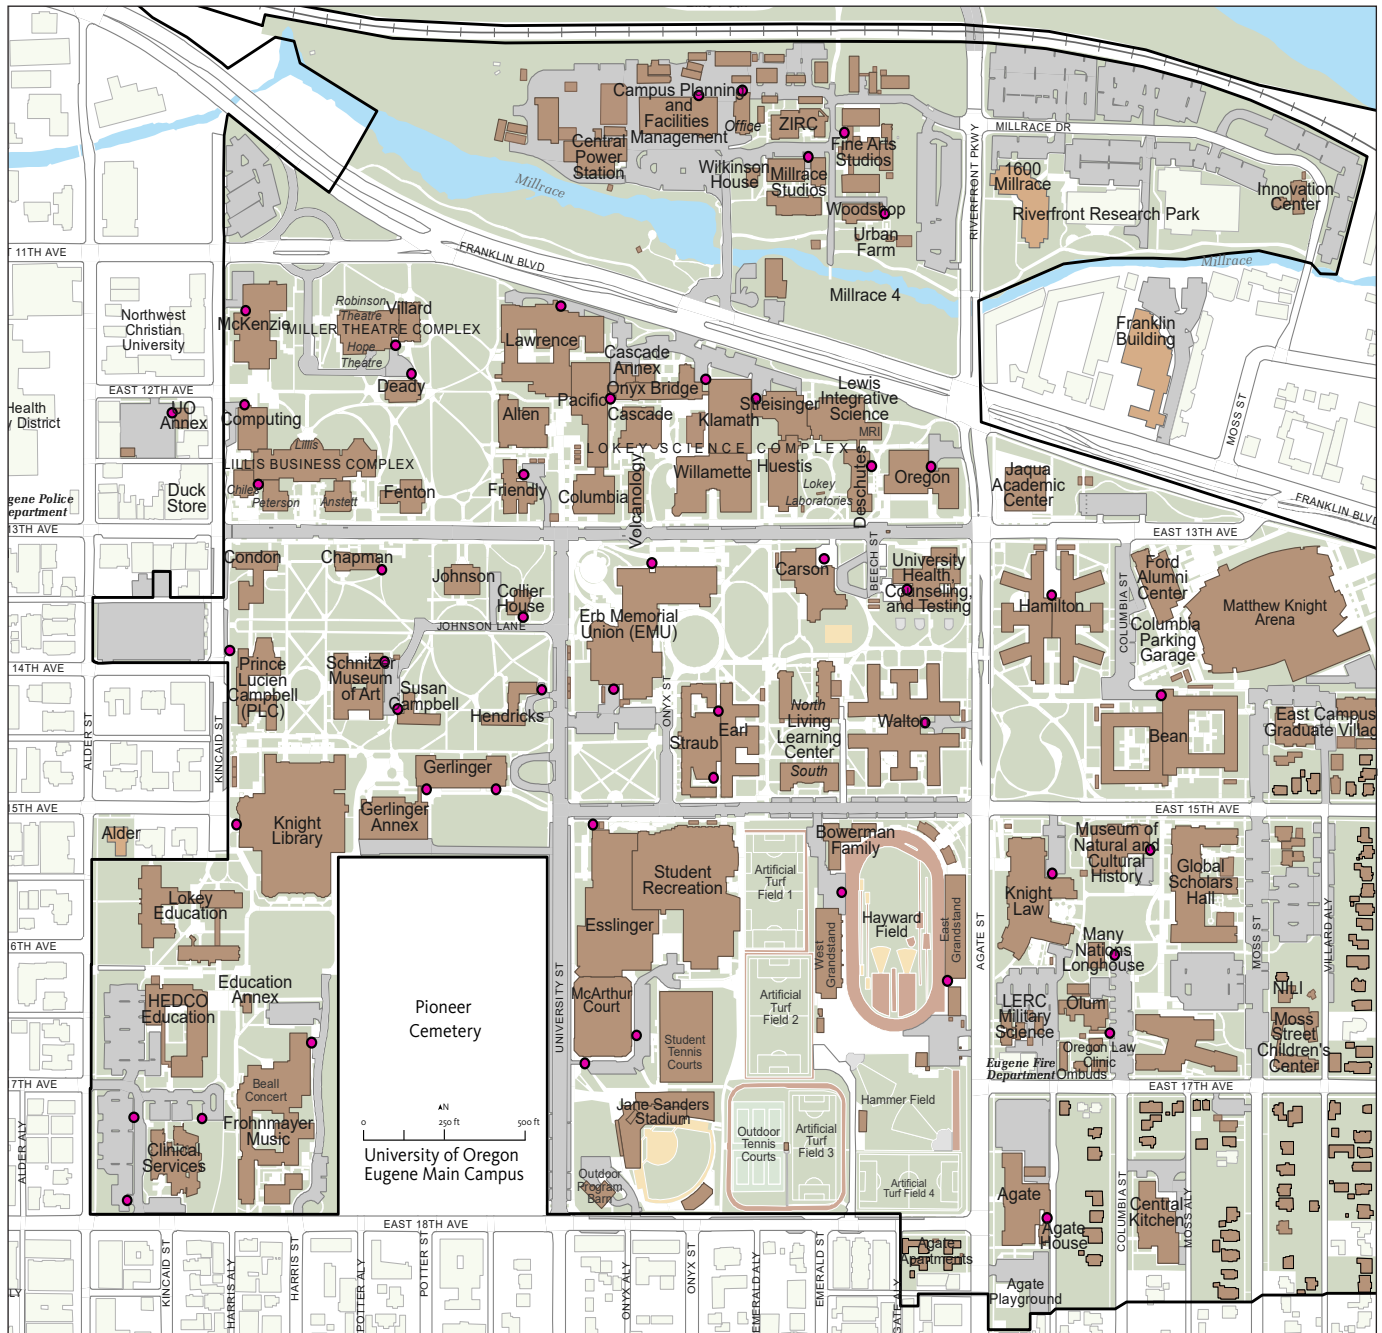 Campus Planning
and
Facilities
Management
Office
ZIRC
Central
Power
Station
Wilkinson
House
Millrace
Studios
Fine Arts
Studios
Woodshop
Urban
Farm
Millrace
Millrace 4
RIVERFRONT PKWY
MILLRACE DR
1600
Millrace
Riverfront Research Park
Innovation
Center
Millrace
Franklin
Building
MOSS ST
FRANKLIN BLVD
FRANKLIN BLVD
T 11TH AVE
Northwest
Christian
University
EAST 12TH AVE
Health
y District
UO
Annex
Duck
Store
gene Police
epartment
13TH AVE
McKenzie
Robinson
Theatre
Villard
MILLER THEATRE COMPLEX
Hope
Theatre
Deady
Computing
Lillis
LILLIS BUSINESS COMPLEX
Chiles
Peterson
Anstett
Fenton
Lawrence
Cascade
Annex
Onyx Bridge
Pacific
Cascade
Allen
Klamath
Streisinger
Lewis
Integrative
Science
MRI
LOKEY SCIENCE COMPLEX
Friendly
Columbia
Volcanology
Willamette
Huestis
Lokey
Laboratories
Deschutes
Oregon
Jaqua
Academic
Center
EAST 13TH AVE
Condon
Chapman
Johnson
Collier
House
JOHNSON LANE
Erb Memorial
Union (EMU)
Carson
BEECH ST
University
Health,
Counseling,
and Testing
Hamilton
COLUMBIA ST
Ford
Alumni
Center
Columbia
Parking
Garage
Matthew Knight
Arena
14TH AVE
Prince
Lucien
Campbell
(PLC)
Schnitzer
Museum
of Art
Susan
Campbell
Hendricks
ONYX ST
Straub
Earl
North
Living
Learning
Center
South
Walton
Bean
East Campus
Graduate Villag
ALDER ST
KINCAID ST
Gerlinger
Gerlinger
Annex
15TH AVE
EAST 15TH AVE
Alder
Knight
Library
Lokey
Education
Student
Recreation
Esslinger
Artificial
Turf
Field 1
Bowerman
Family
Hayward
Field
West
Grandstand
East
Grandstand
AGATE ST
Knight
Law
Museum of
Natural and
Cultural
History
Global
Scholars
Hall
Many
Nations
Longhouse
MOSS ST
VILLARD ALY
6TH AVE
Education
Annex
HEDCO
Education
Pioneer
Cemetery
UNIVERSITY ST
McArthur
Court
Student
Tennis
Courts
Artificial
Turf
Field 2
LERC
Military
Science
Olum
Oregon Law
Clinic
Ombuds
Eugene Fire
Department
NILI
Moss
Street
Children's
Center
7TH AVE
EAST 17TH AVE
Beall
Concert
Frohnmayer
Music
Clinical
Services
N
0
250 ft
500 ft
University of Oregon
Eugene Main Campus
Jane Sanders
Stadium
Outdoor
Program
Barn
Outdoor
Tennis
Courts
Artificial
Turf
Field 3
Hammer Field
Artificial
Turf Field 4
Agate
Agate
House
COLUMBIA ST
Central
Kitchen
MOSS ALY
EAST 18TH AVE
Agate
Apartments
Agate
Playground
ALDER ALY
LY
KINCAID ST
HARRIS ALY
HARRIS ST
POTTER ALY
POTTER ST
ONYX ALY
ONYX ST
EMERALD ALY
EMERALD ST
GATE ALY